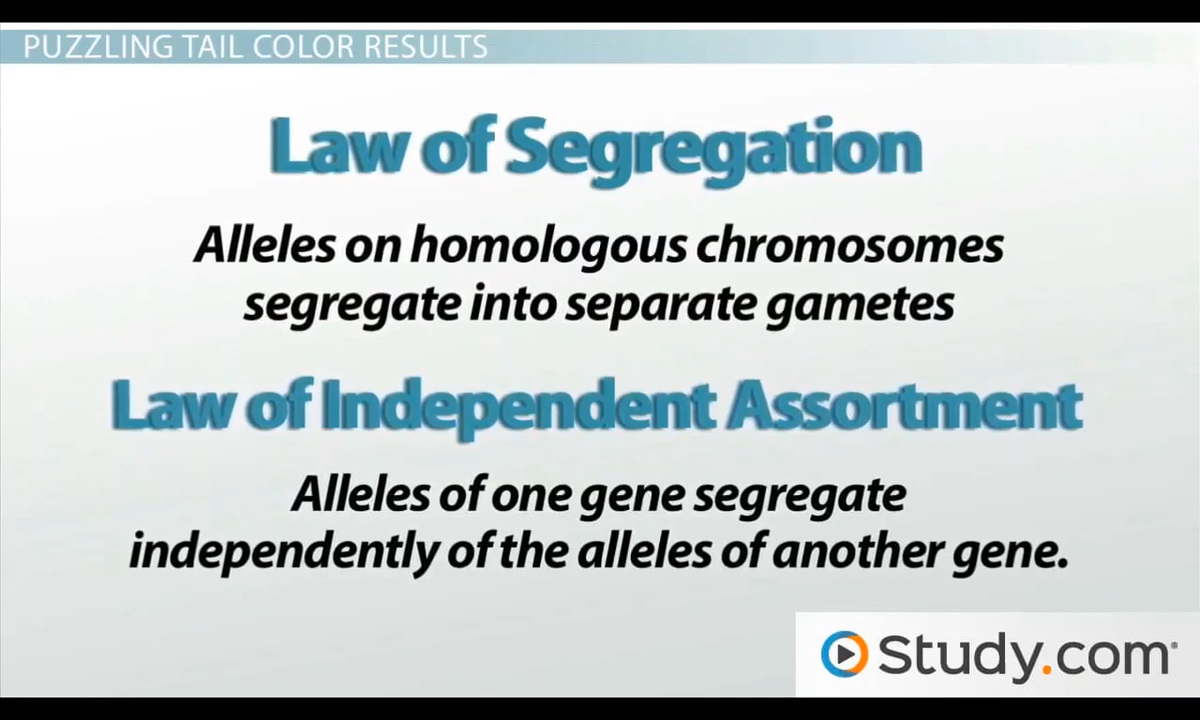 PUZZLING TAIL COLOR RESULTS
Law of Segregation
Alleles on homologous chromosomes
segregate into separate gametes
Law of Independent Assortment
Alleles of one gene segregate
independently of the alleles of another gene.
Study.com®